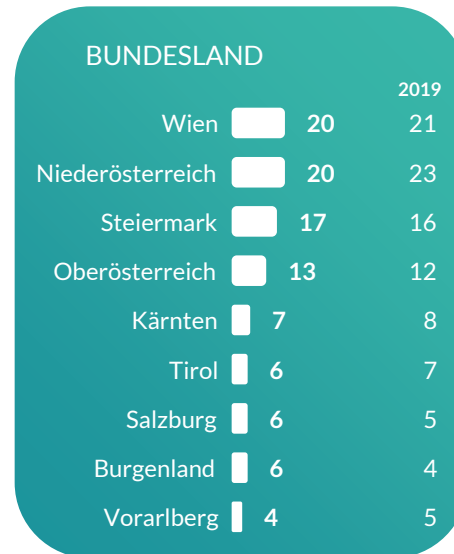 BUNDESLAND
2019
Wien 20 21
Niederösterreich 20 23
Steiermark 17 16
Oberösterreich 13 12
Kärnten 7 8
Tirol 6 7
Salzburg 6 5
Burgenland 6 4
Vorarlberg 4 5